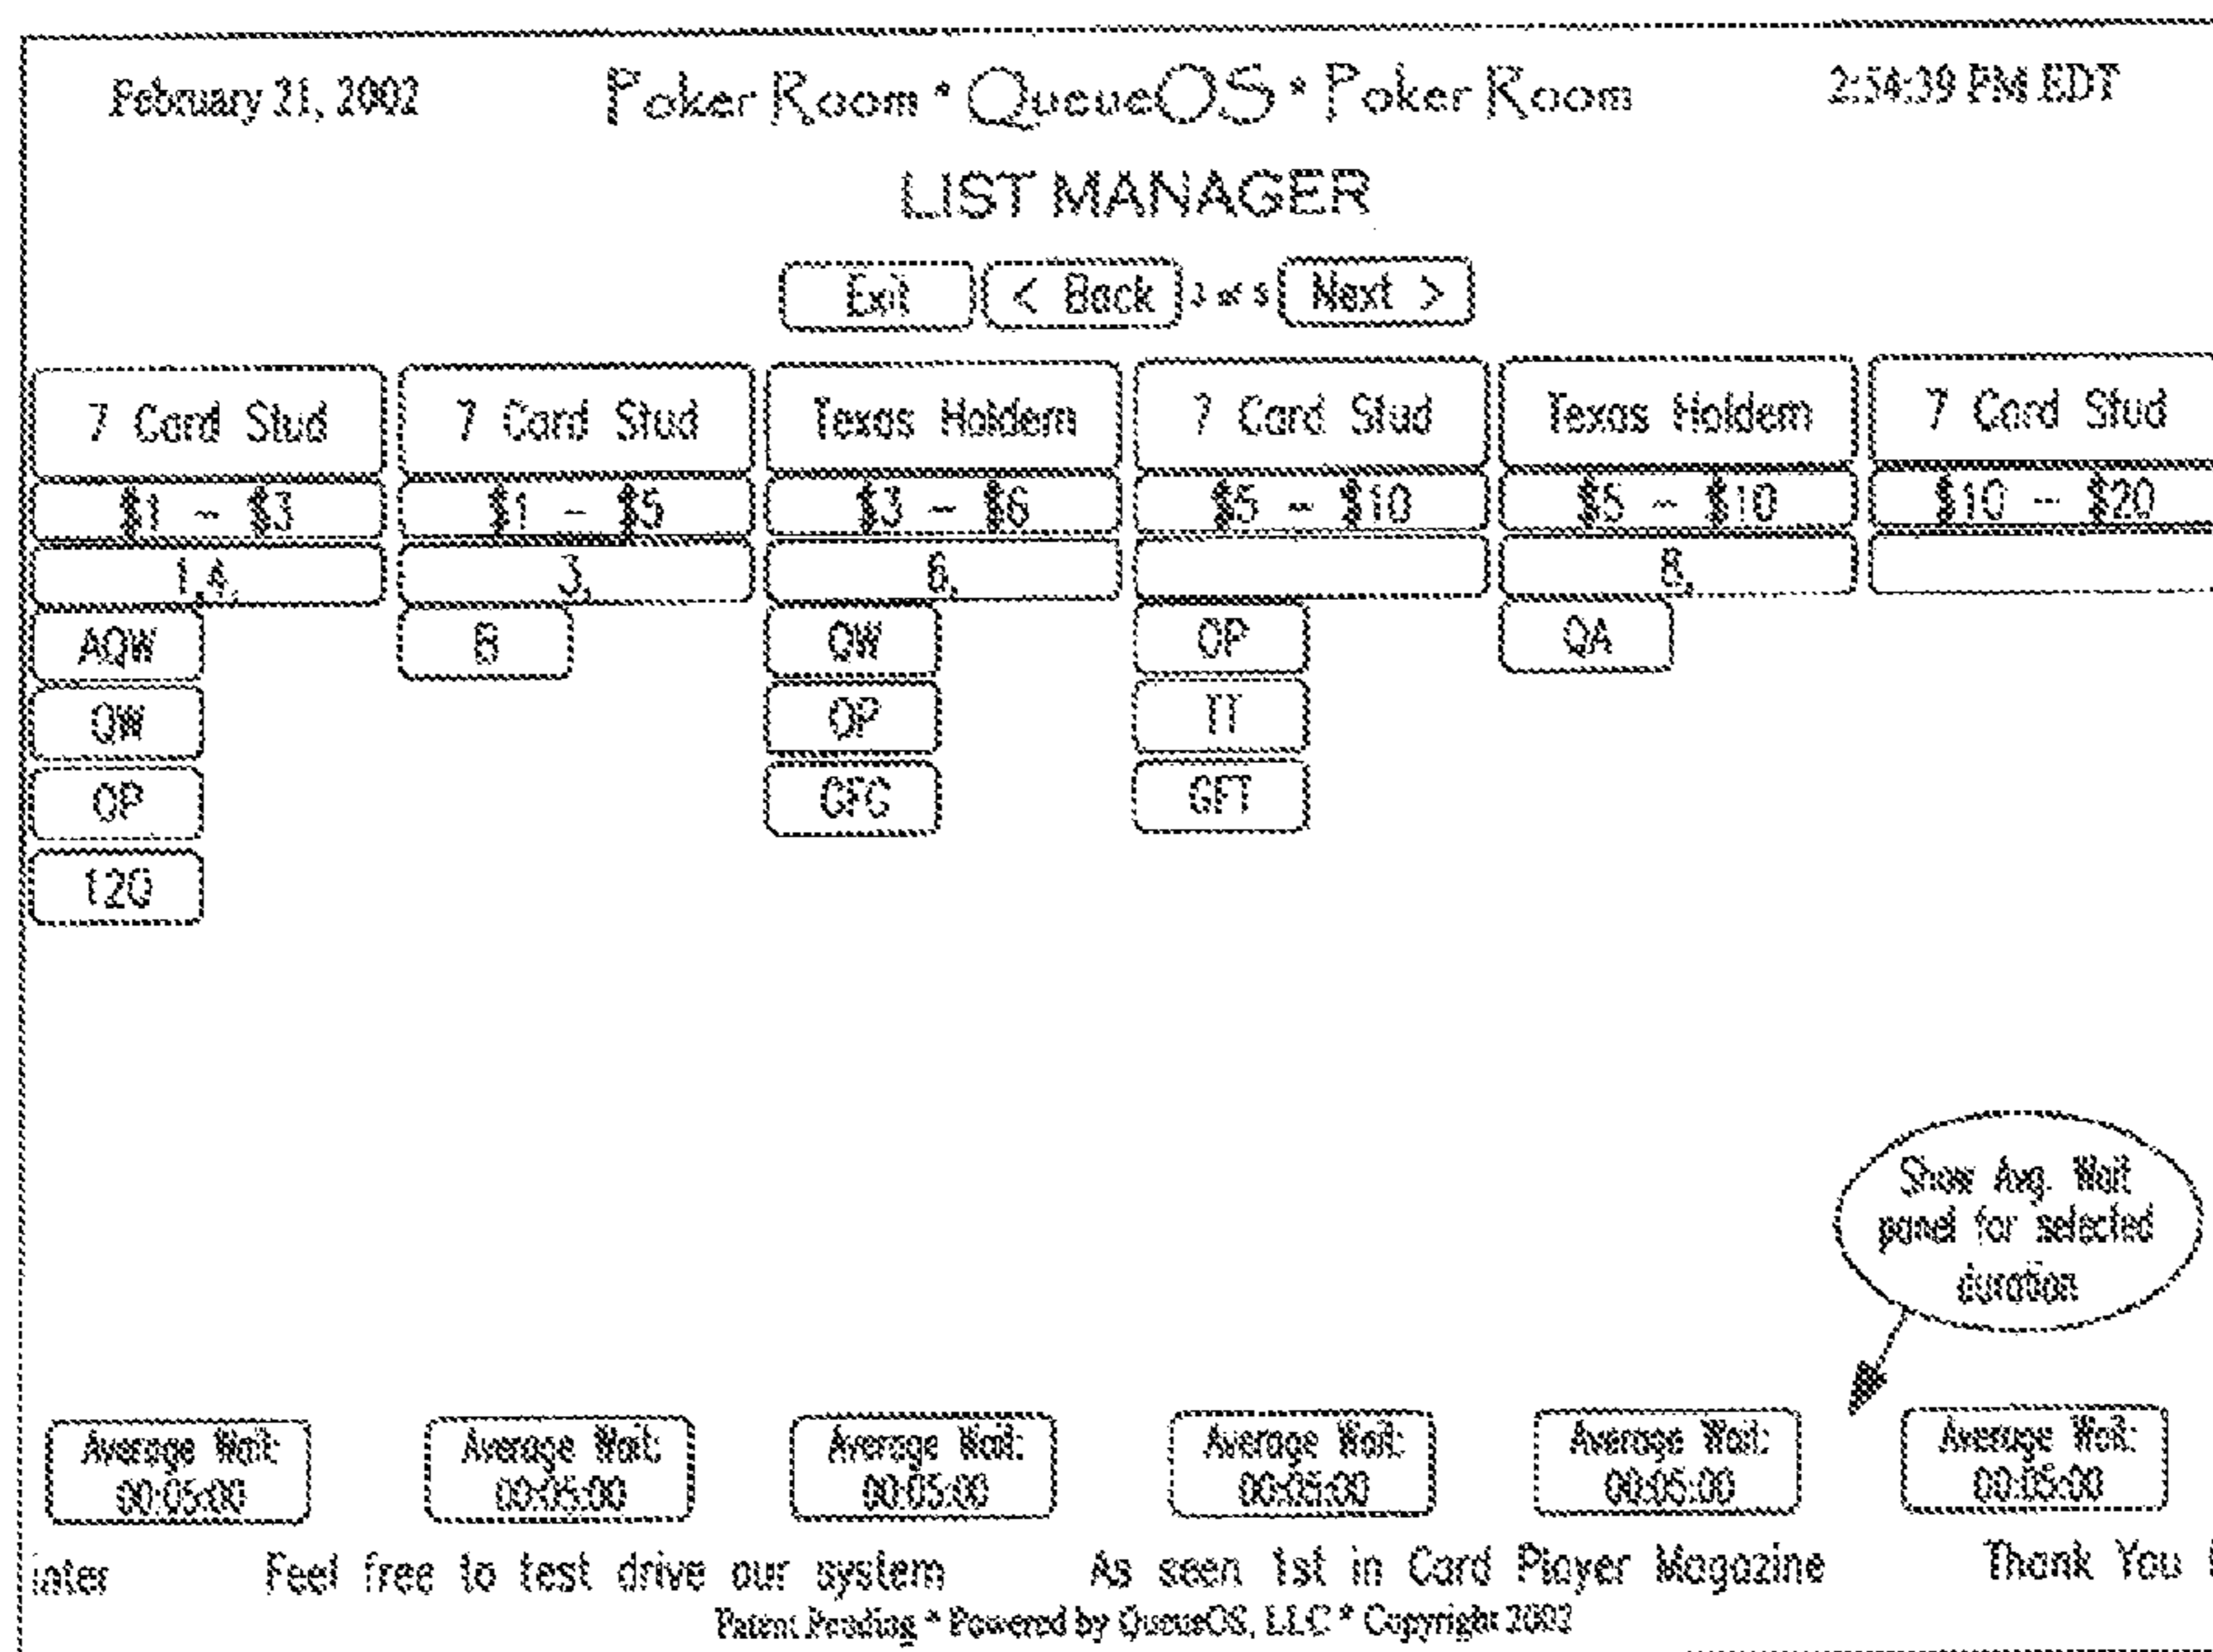 February 21, 2002 Poker Room * QueueOS * Poker Room 2:54:39 PM EDT
LIST MANAGER
Exit < Back 3 of 5 Next >
7 Card Stud 7 Card Stud Texas Holdem 7 Card Stud Texas Holdem 7 Card Stud
$1 - $3 $1 - $5 $3 - $6 $5 - $10 $5 - $10 $10 - $20
1,4, 3, 6, 8,
AQW B QW OP QA
QW OP TT
OP GFG GFT
12Q
Show Avg. Wait
panel for selected
duration
Average Wait: Average Wait: Average Wait: Average Wait: Average Wait: Average Wait:
00:05:00 00:05:00 00:05:00 00:05:00 00:05:00 00:05:00
inter Feel free to test drive our system As seen 1st in Card Player Magazine Thank You
Patent Pending * Powered by QueueOS, LLC * Copyright 2002